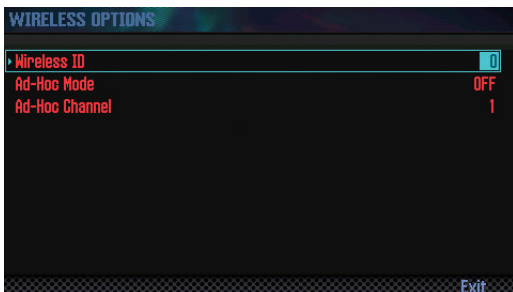 WIRELESS OPTIONS
Wireless ID 0
Ad-Hoc Mode OFF
Ad-Hoc Channel 1
Exit